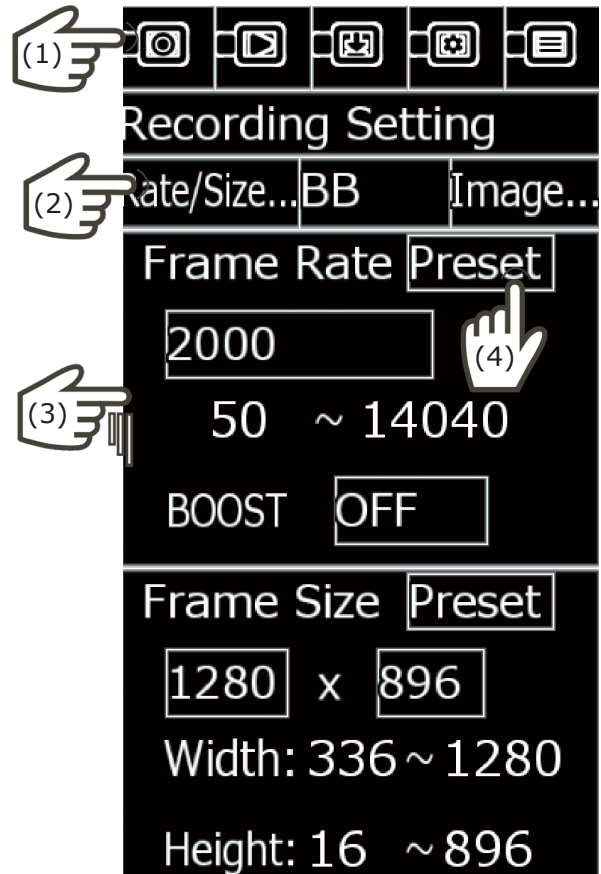 (1)
Recording Setting
(2) Rate/Size... BB Image...
Frame Rate Preset
2000
(4)
(3) 50 ~ 14040
BOOST OFF
Frame Size Preset
1280 x 896
Width: 336 ~ 1280
Height: 16 ~ 896